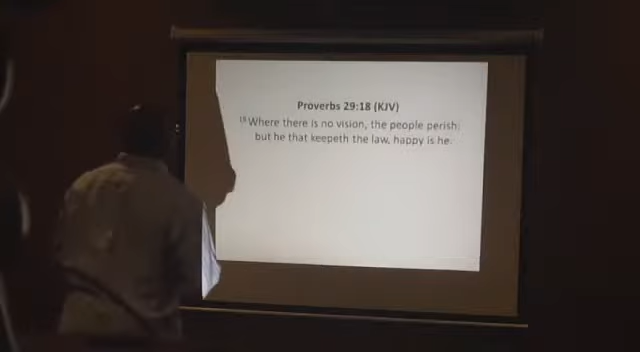 Proverbs 29:18 (KJV)
18 Where there is no vision, the people perish:
but he that keepeth the law, happy is he.